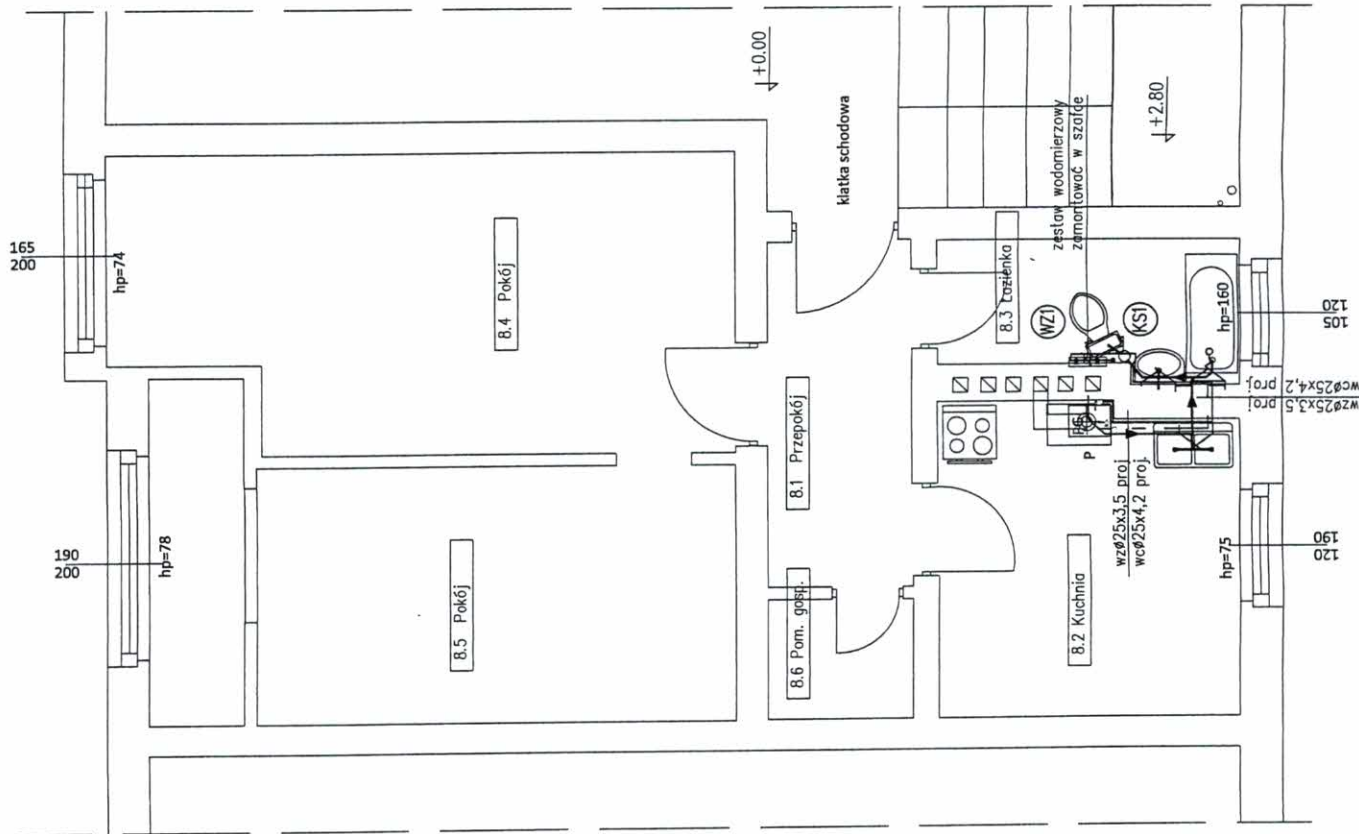 165
200
hp=74
190
200
hp=78
8.4 Pokój
8.5 Pokój
8.1 Przepokój
8.6 Pom. gosp.
8.2 Kuchnia
8.3 Łazienka
klatka schodowa
+0.00
+2.80
zestaw wodomierzowy
zamontować w szafce
WZ1
KS1
hp=160
120
105
P
wzø25x3,5 proj.
wcø25x4,2 proj.
wzø25x3,5 proj.
wcø25x4,2 proj.
hp=75
190
120